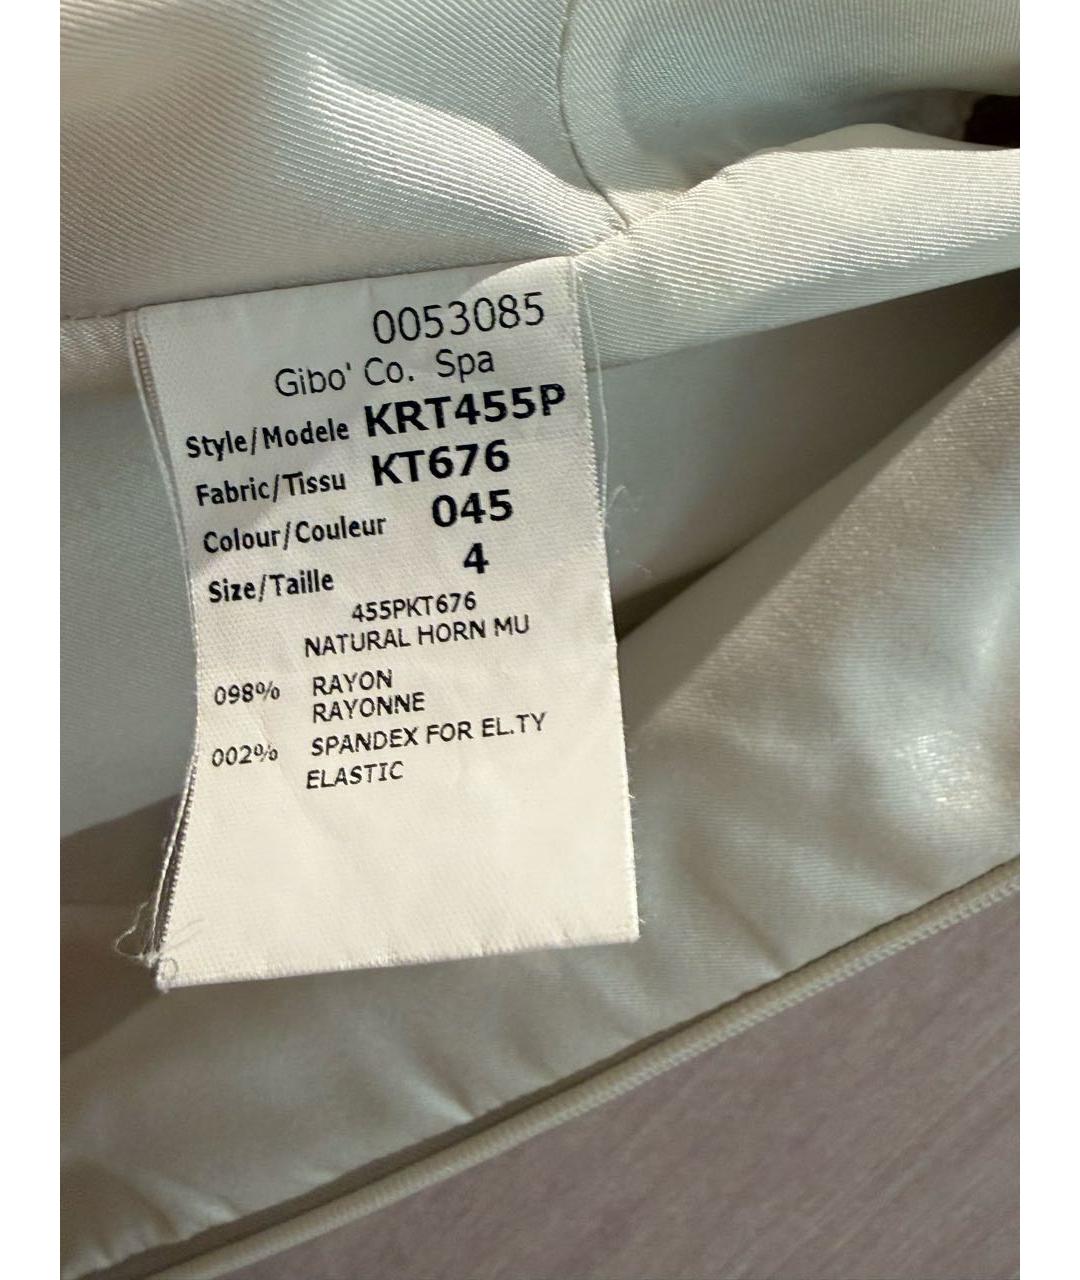 0053085
Gibo' Co. Spa
Style/Modele KRT455P
Fabric/Tissu KT676
Colour/Couleur 045
Size/Taille 4
455PKT676
NATURAL HORN MU
098% RAYON
RAYONNE
002% SPANDEX FOR EL.TY
ELASTIC